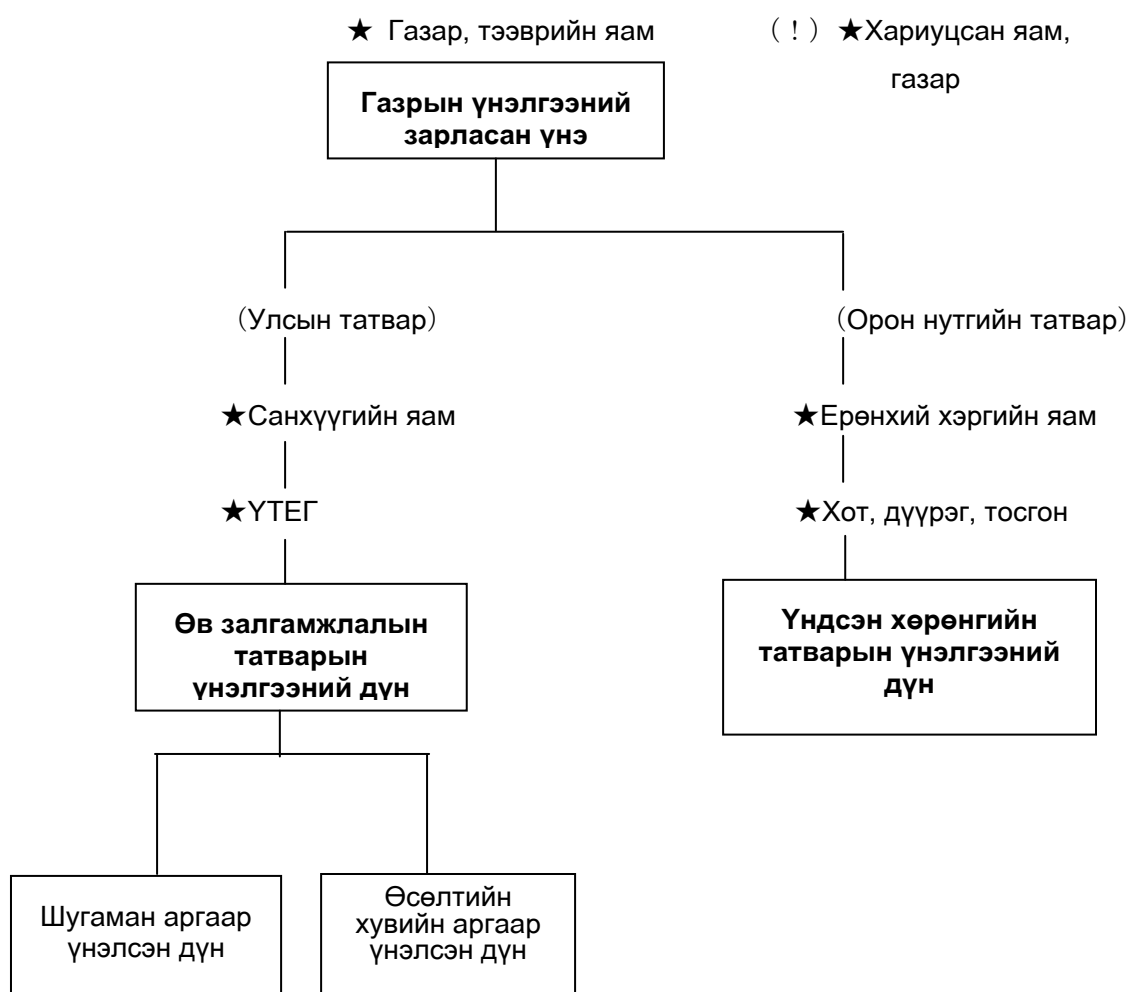 ★ Газар, тээврийн яам
（！）★Хариуцсан яам,
газар
Газрын үнэлгээний
зарласан үнэ
（Улсын татвар）
（Орон нутгийн татвар）
★Санхүүгийн яам
★Ерөнхий хэргийн яам
★ҮТЕГ
★Хот, дүүрэг, тосгон
Өв залгамжлалын
татварын
үнэлгээний дүн
Үндсэн хөрөнгийн
татварын үнэлгээний
дүн
Шугаман аргаар
үнэлсэн дүн
Өсөлтийн
хувийн аргаар
үнэлсэн дүн